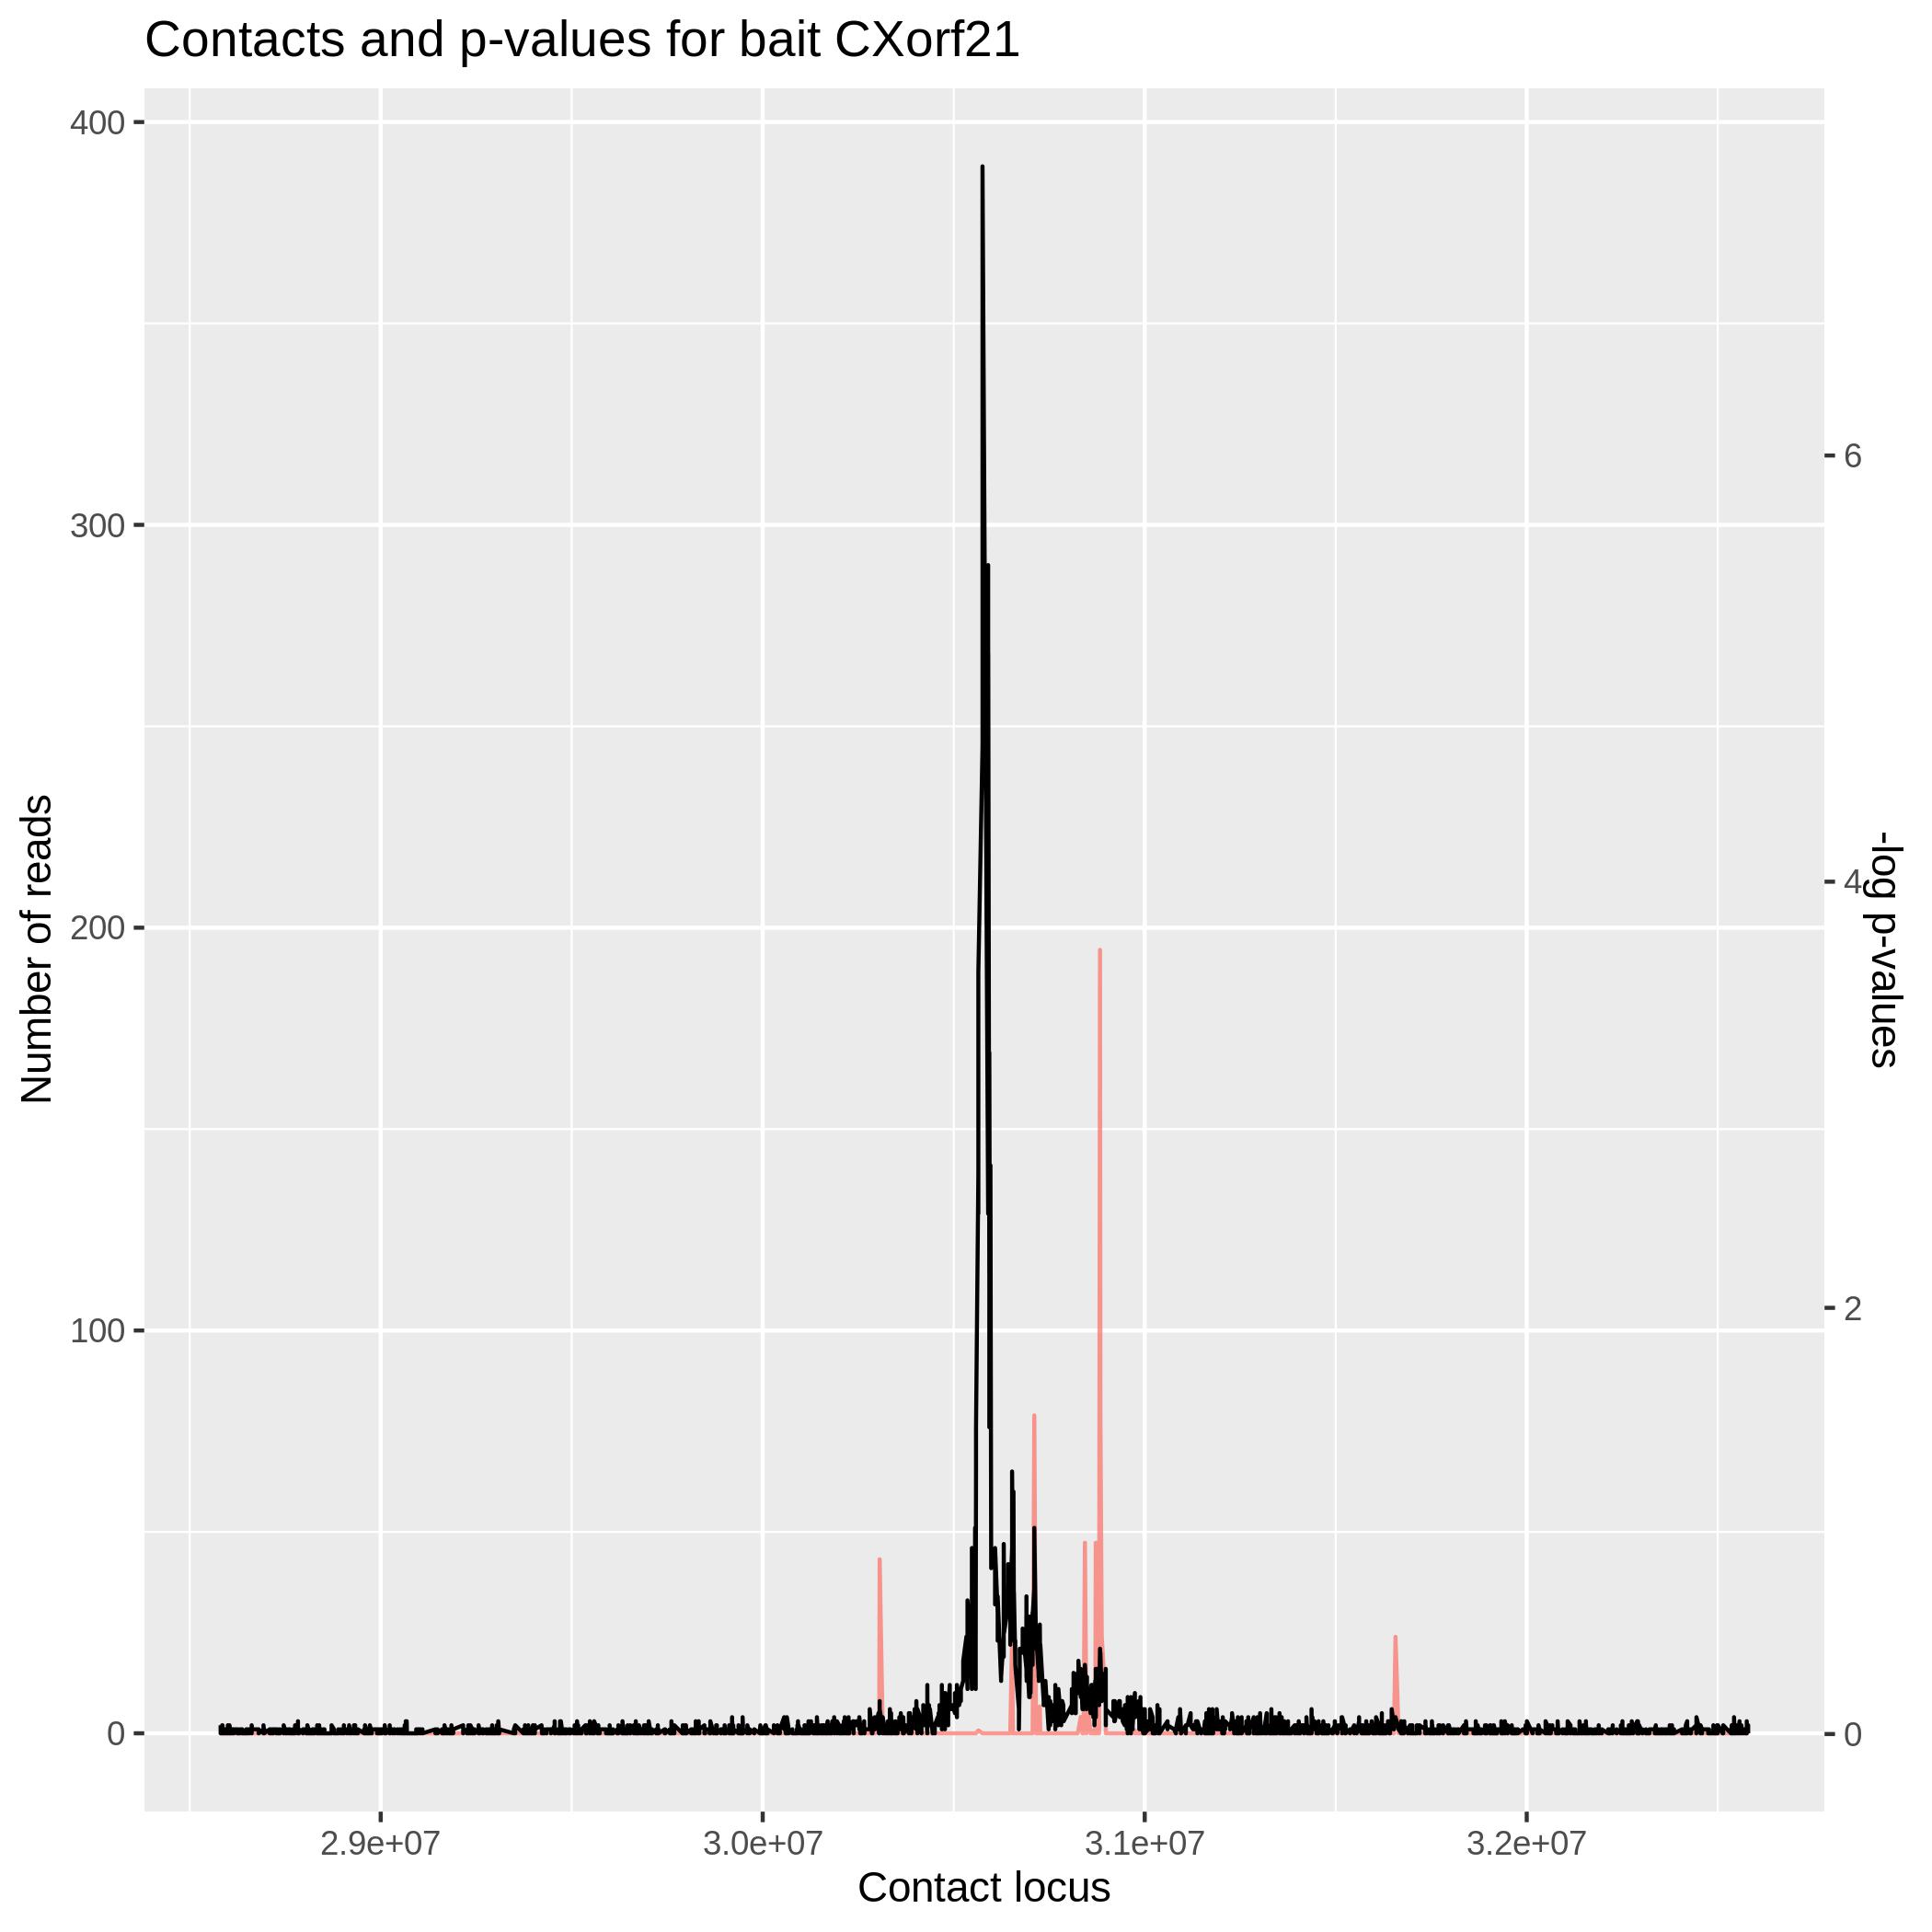 Contacts and p-values for bait CXorf21
400
300
200
100
0
Number of reads
6
4
2
0
-log p-values
2.9e+07
3.0e+07
3.1e+07
3.2e+07
Contact locus